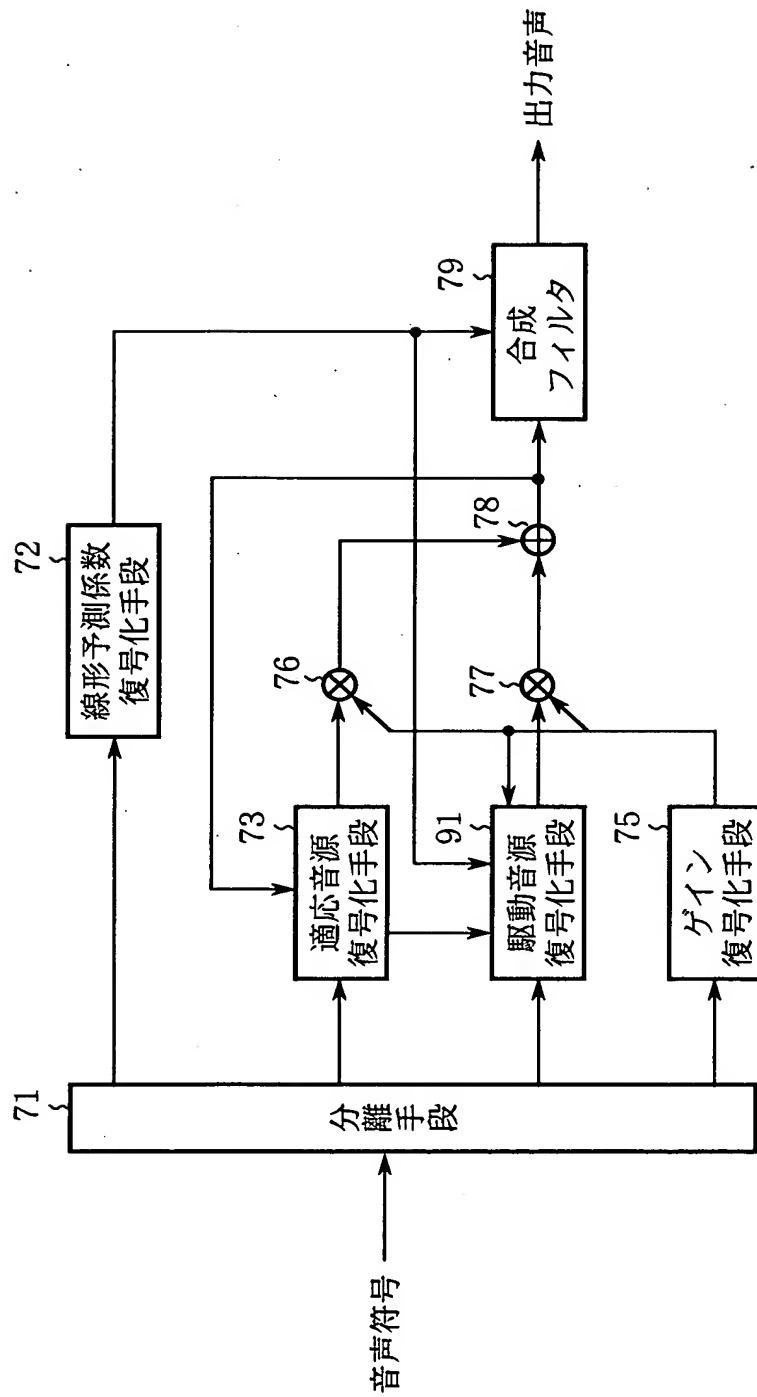 音声符号
71
分離手段
72
線形予測係数
復号化手段
73
適応音源
復号化手段
91
駆動音源
復号化手段
75
ゲイン
復号化手段
76
77
78
79
合成
フィルタ
出力音声